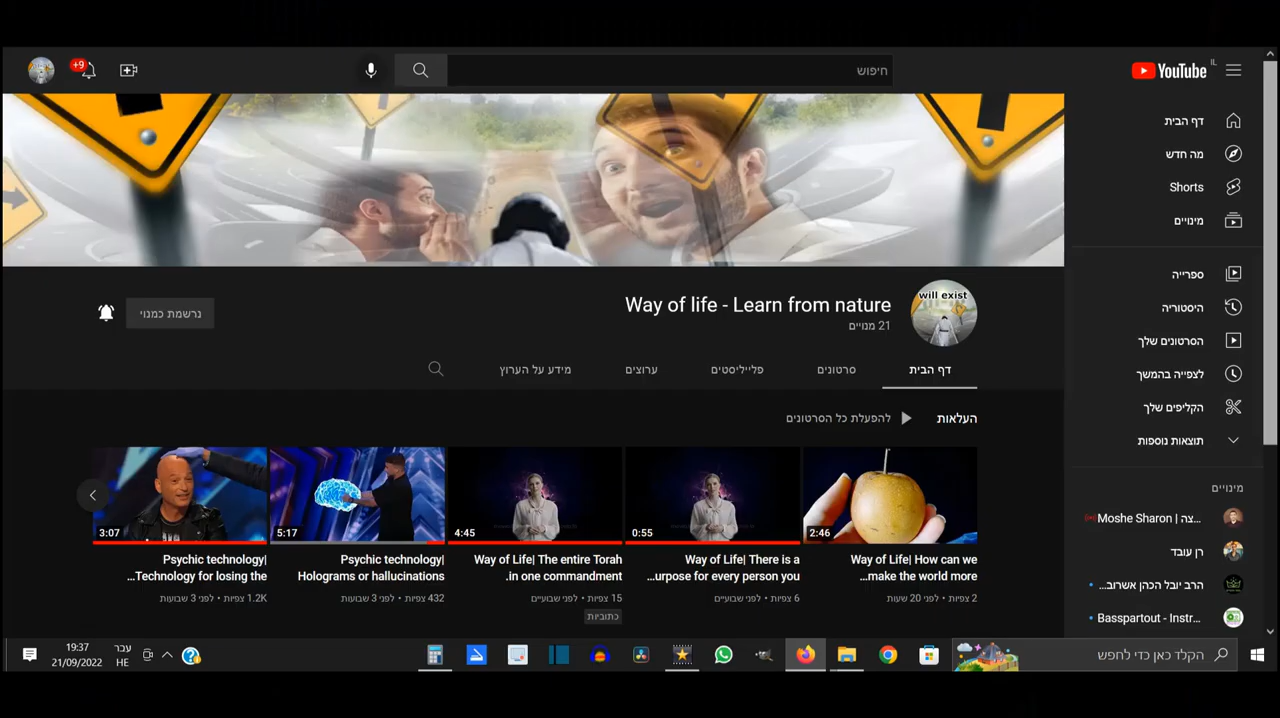 +9
חיפוש
YouTube IL
דף הבית
מה חדש
Shorts
מינויים
ספרייה
היסטוריה
הסרטונים שלך
לצפייה בהמשך
הקליפים שלך
תוצאות נוספות
מינויים
Moshe Sharon | צה...
רן עובד
הרב יובל הכהן אשרוב...
Basspartout - Instr...
will exist
Way of life - Learn from nature
21 מנויים
נרשמת כמנוי
דף הבית
סרטונים
פלייליסטים
ערוצים
מידע על הערוץ
העלאות
להפעלת כל הסרטונים
2:46
Way of Life| How can we
...make the world more
2 צפיות • לפני 20 שעות
0:55
Way of Life| There is a
...urpose for every person you
6 צפיות • לפני שבועיים
4:45
Way of Life| The entire Torah
.in one commandment
15 צפיות • לפני שבועיים
כתוביות
5:17
Psychic technology|
Holograms or hallucinations
432 צפיות • לפני 3 שבועות
3:07
Psychic technology|
...Technology for losing the
1.2K צפיות • לפני 3 שבועות
הקלד כאן כדי לחפש
עבר
HE
19:37
21/09/2022